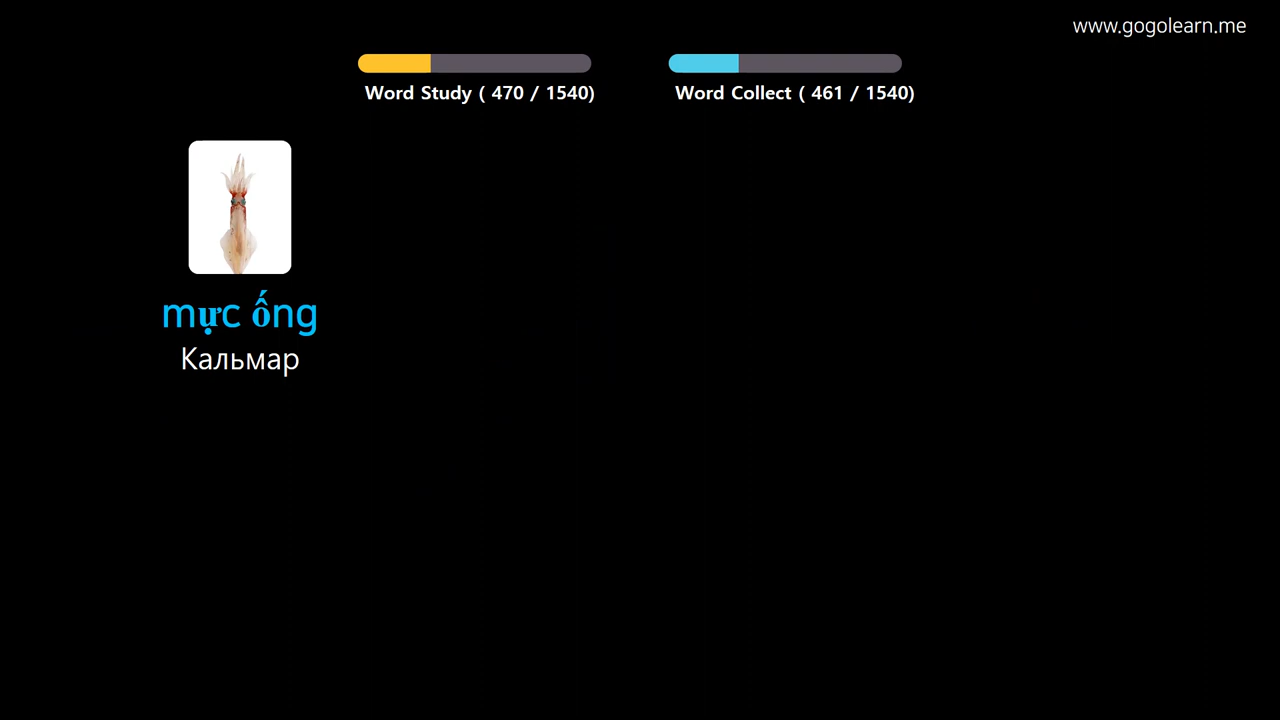 www.gogolearn.me
Word Study ( 470 / 1540)
Word Collect ( 461 / 1540)
mực ống
Кальмар